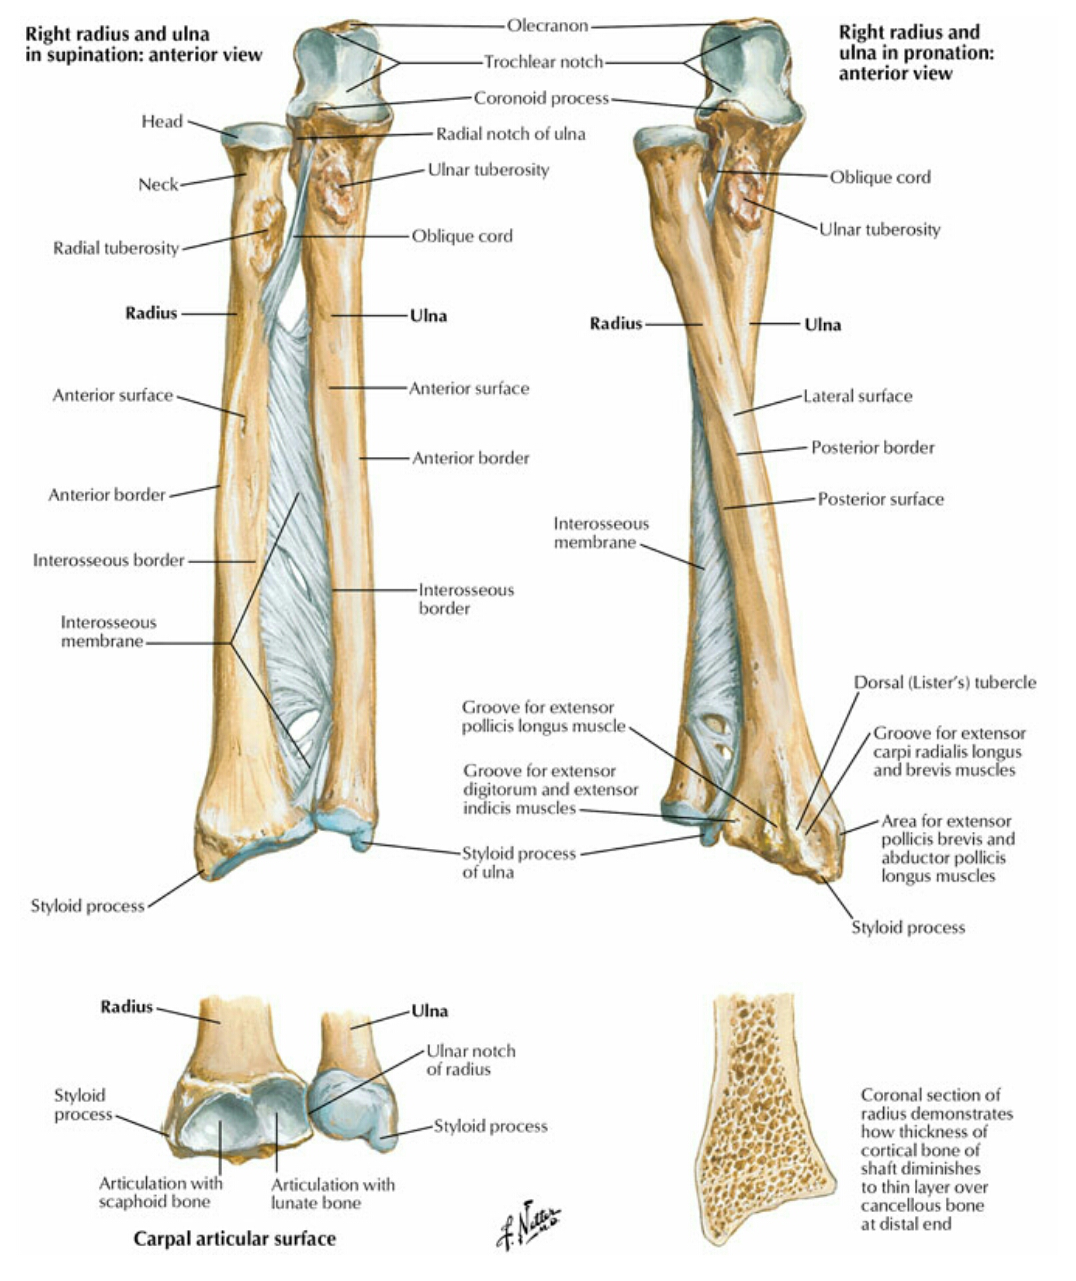 Right radius and ulna
in supination: anterior view
Olecranon
Trochlear notch
Coronoid process
Right radius and
ulna in pronation:
anterior view
Head
Neck
Radial tuberosity
Radius
Anterior surface
Anterior border
Interosseous border
Interosseous
membrane
Styloid process
Radial notch of ulna
Ulnar tuberosity
Oblique cord
Ulna
Anterior surface
Anterior border
Interosseous
border
Oblique cord
Ulnar tuberosity
Radius
Ulna
Lateral surface
Posterior border
Posterior surface
Interosseous
membrane
Groove for extensor
pollicis longus muscle
Groove for extensor
digitorum and extensor
indicis muscles
Styloid process
of ulna
Dorsal (Lister's) tubercle
Groove for extensor
carpi radialis longus
and brevis muscles
Area for extensor
pollicis brevis and
abductor pollicis
longus muscles
Styloid process
Radius
Ulna
Ulnar notch
of radius
Styloid
process
Styloid process
Articulation with
scaphoid bone
Articulation with
lunate bone
Carpal articular surface
F. Netter
M.D.
Coronal section of
radius demonstrates
how thickness of
cortical bone of
shaft diminishes
to thin layer over
cancellous bone
at distal end